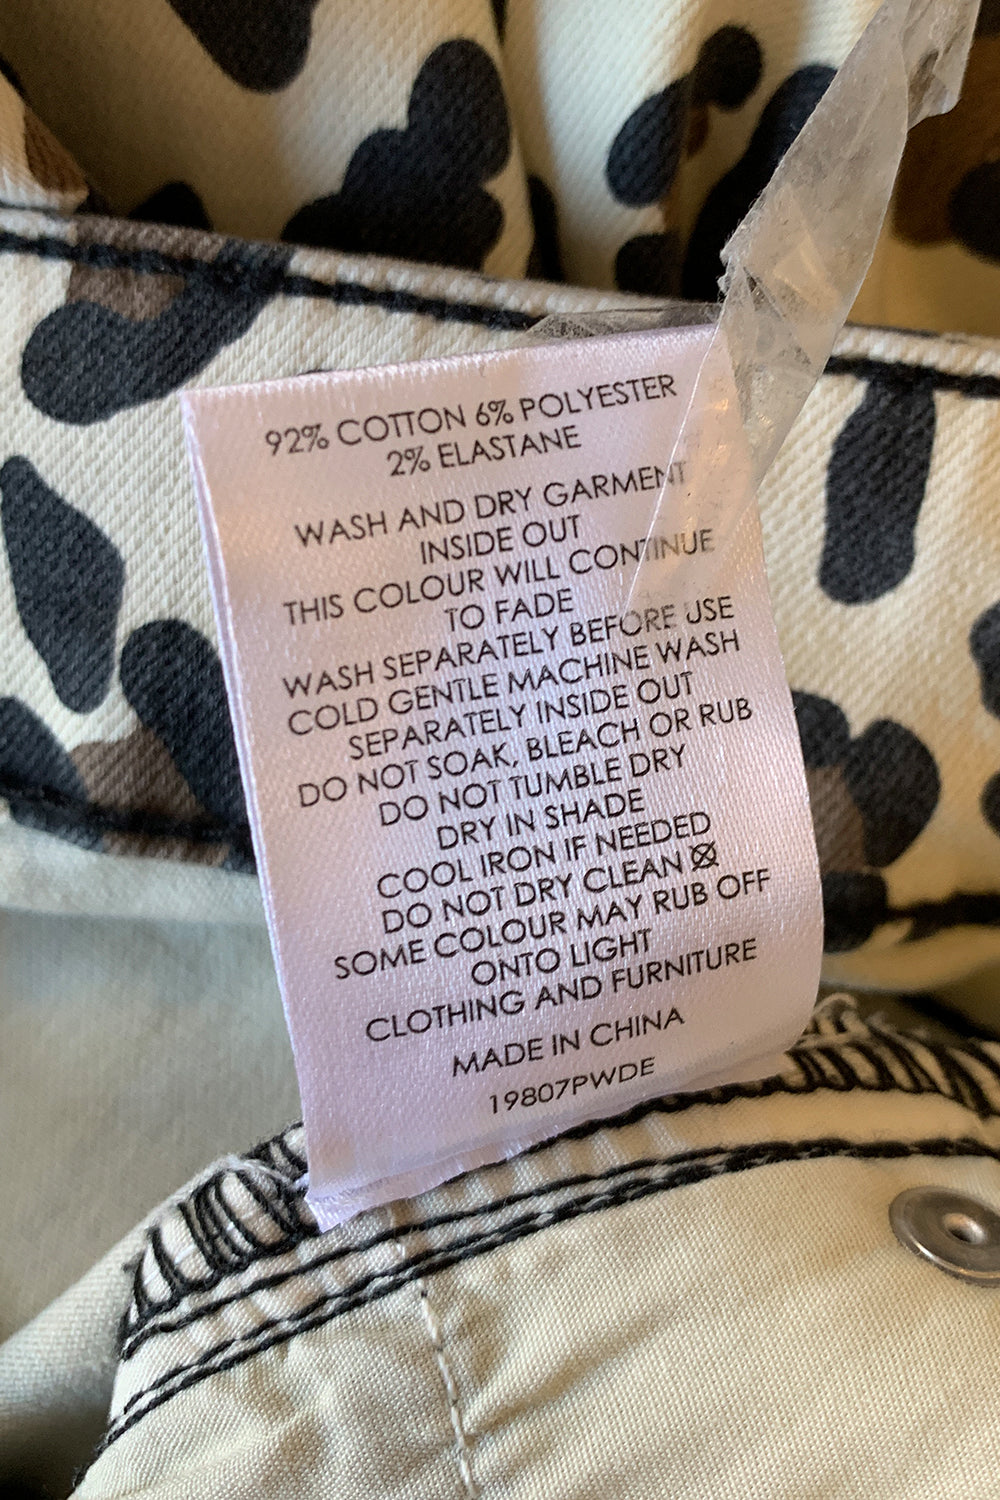 92% COTTON 6% POLYESTER
2% ELASTANE
WASH AND DRY GARMENT
INSIDE OUT
THIS COLOUR WILL CONTINUE
TO FADE
WASH SEPARATELY BEFORE USE
COLD GENTLE MACHINE WASH
SEPARATELY INSIDE OUT
DO NOT SOAK, BLEACH OR RUB
DO NOT TUMBLE DRY
DRY IN SHADE
COOL IRON IF NEEDED
DO NOT DRY CLEAN
SOME COLOUR MAY RUB OFF
ONTO LIGHT
CLOTHING AND FURNITURE
MADE IN CHINA
19807PWDE